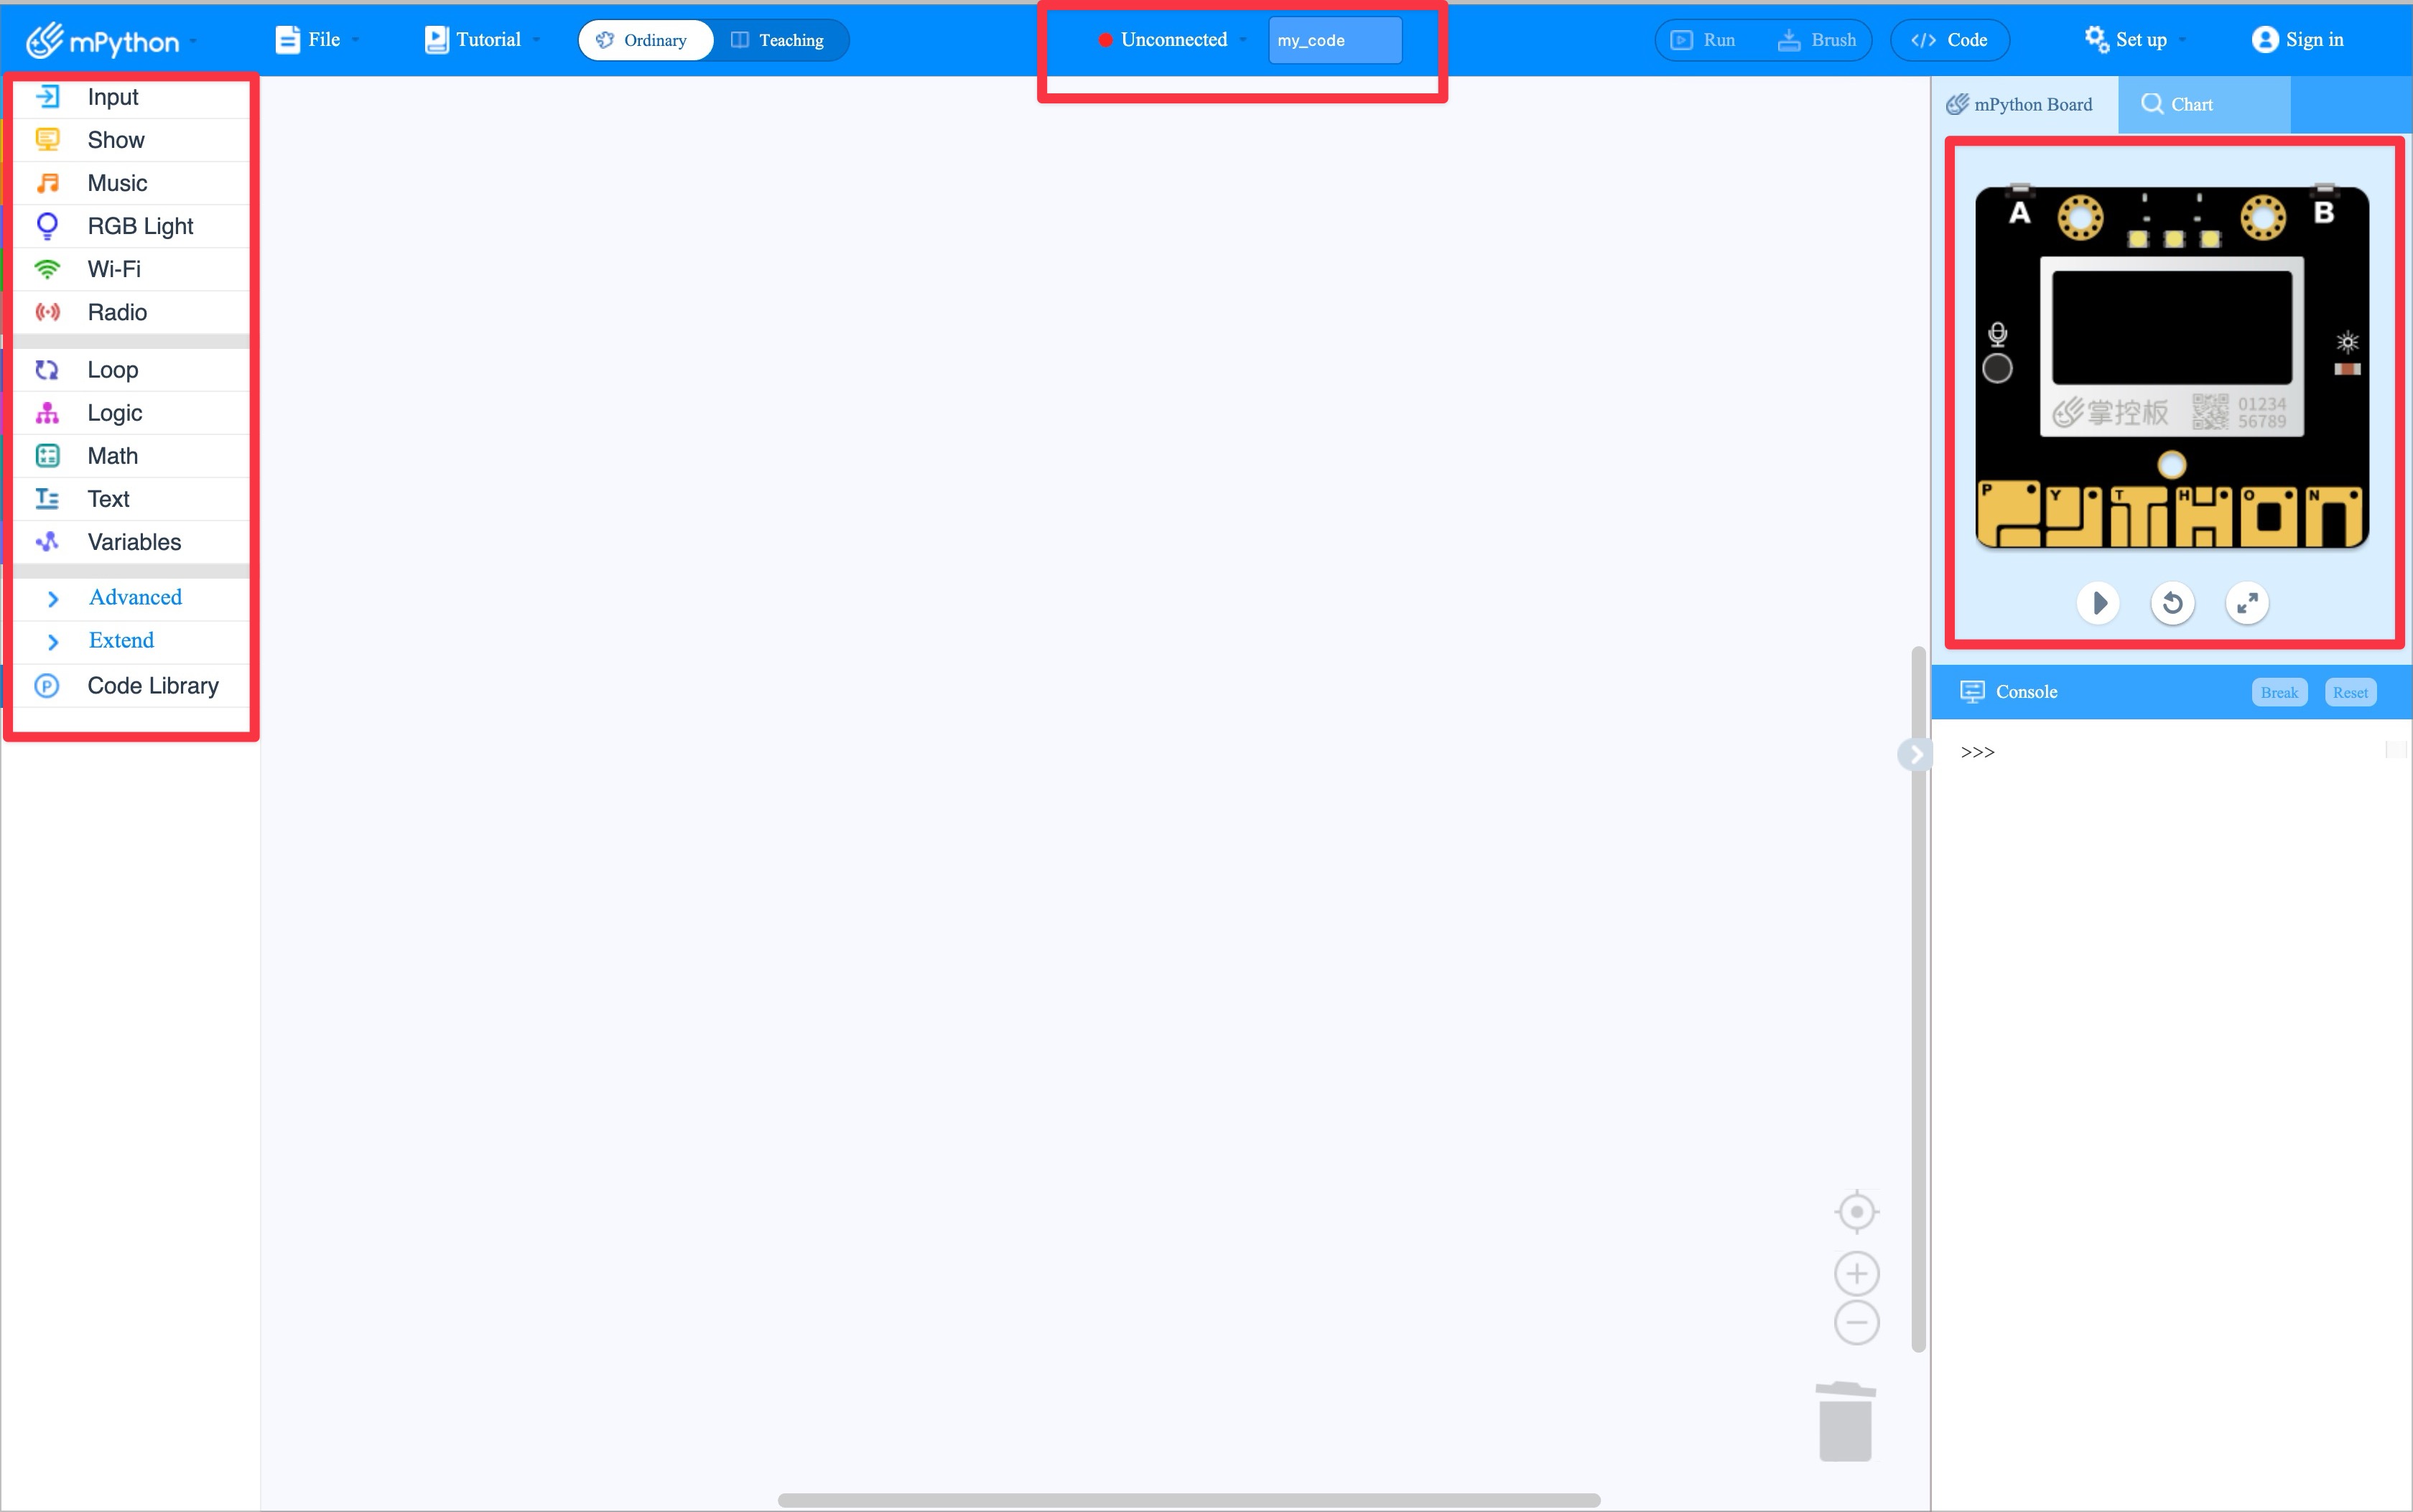 mPython
File
Tutorial
Ordinary
Teaching
Unconnected
my_code
Run
Brush
</> Code
Set up
Sign in
Input
Show
Music
RGB Light
Wi-Fi
Radio
Loop
Logic
Math
Text
Variables
Advanced
Extend
Code Library
mPython Board
Chart
A
B
掌控板
01234
56789
P Y T H O N
PYTHON
Console
Break
Reset
>>>